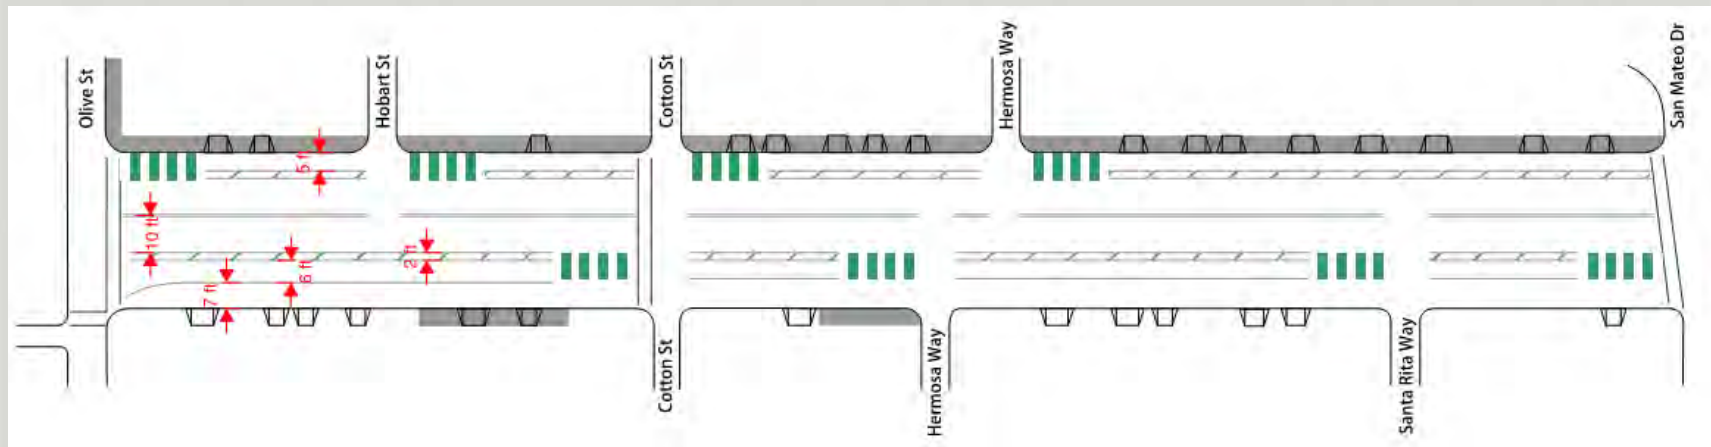 Olive St
Hobart St
Cotton St
Hermosa Way
San Mateo Dr
5 ft
10 ft
2 ft
6 ft
7 ft
Cotton St
Hermosa Way
Santa Rita Way